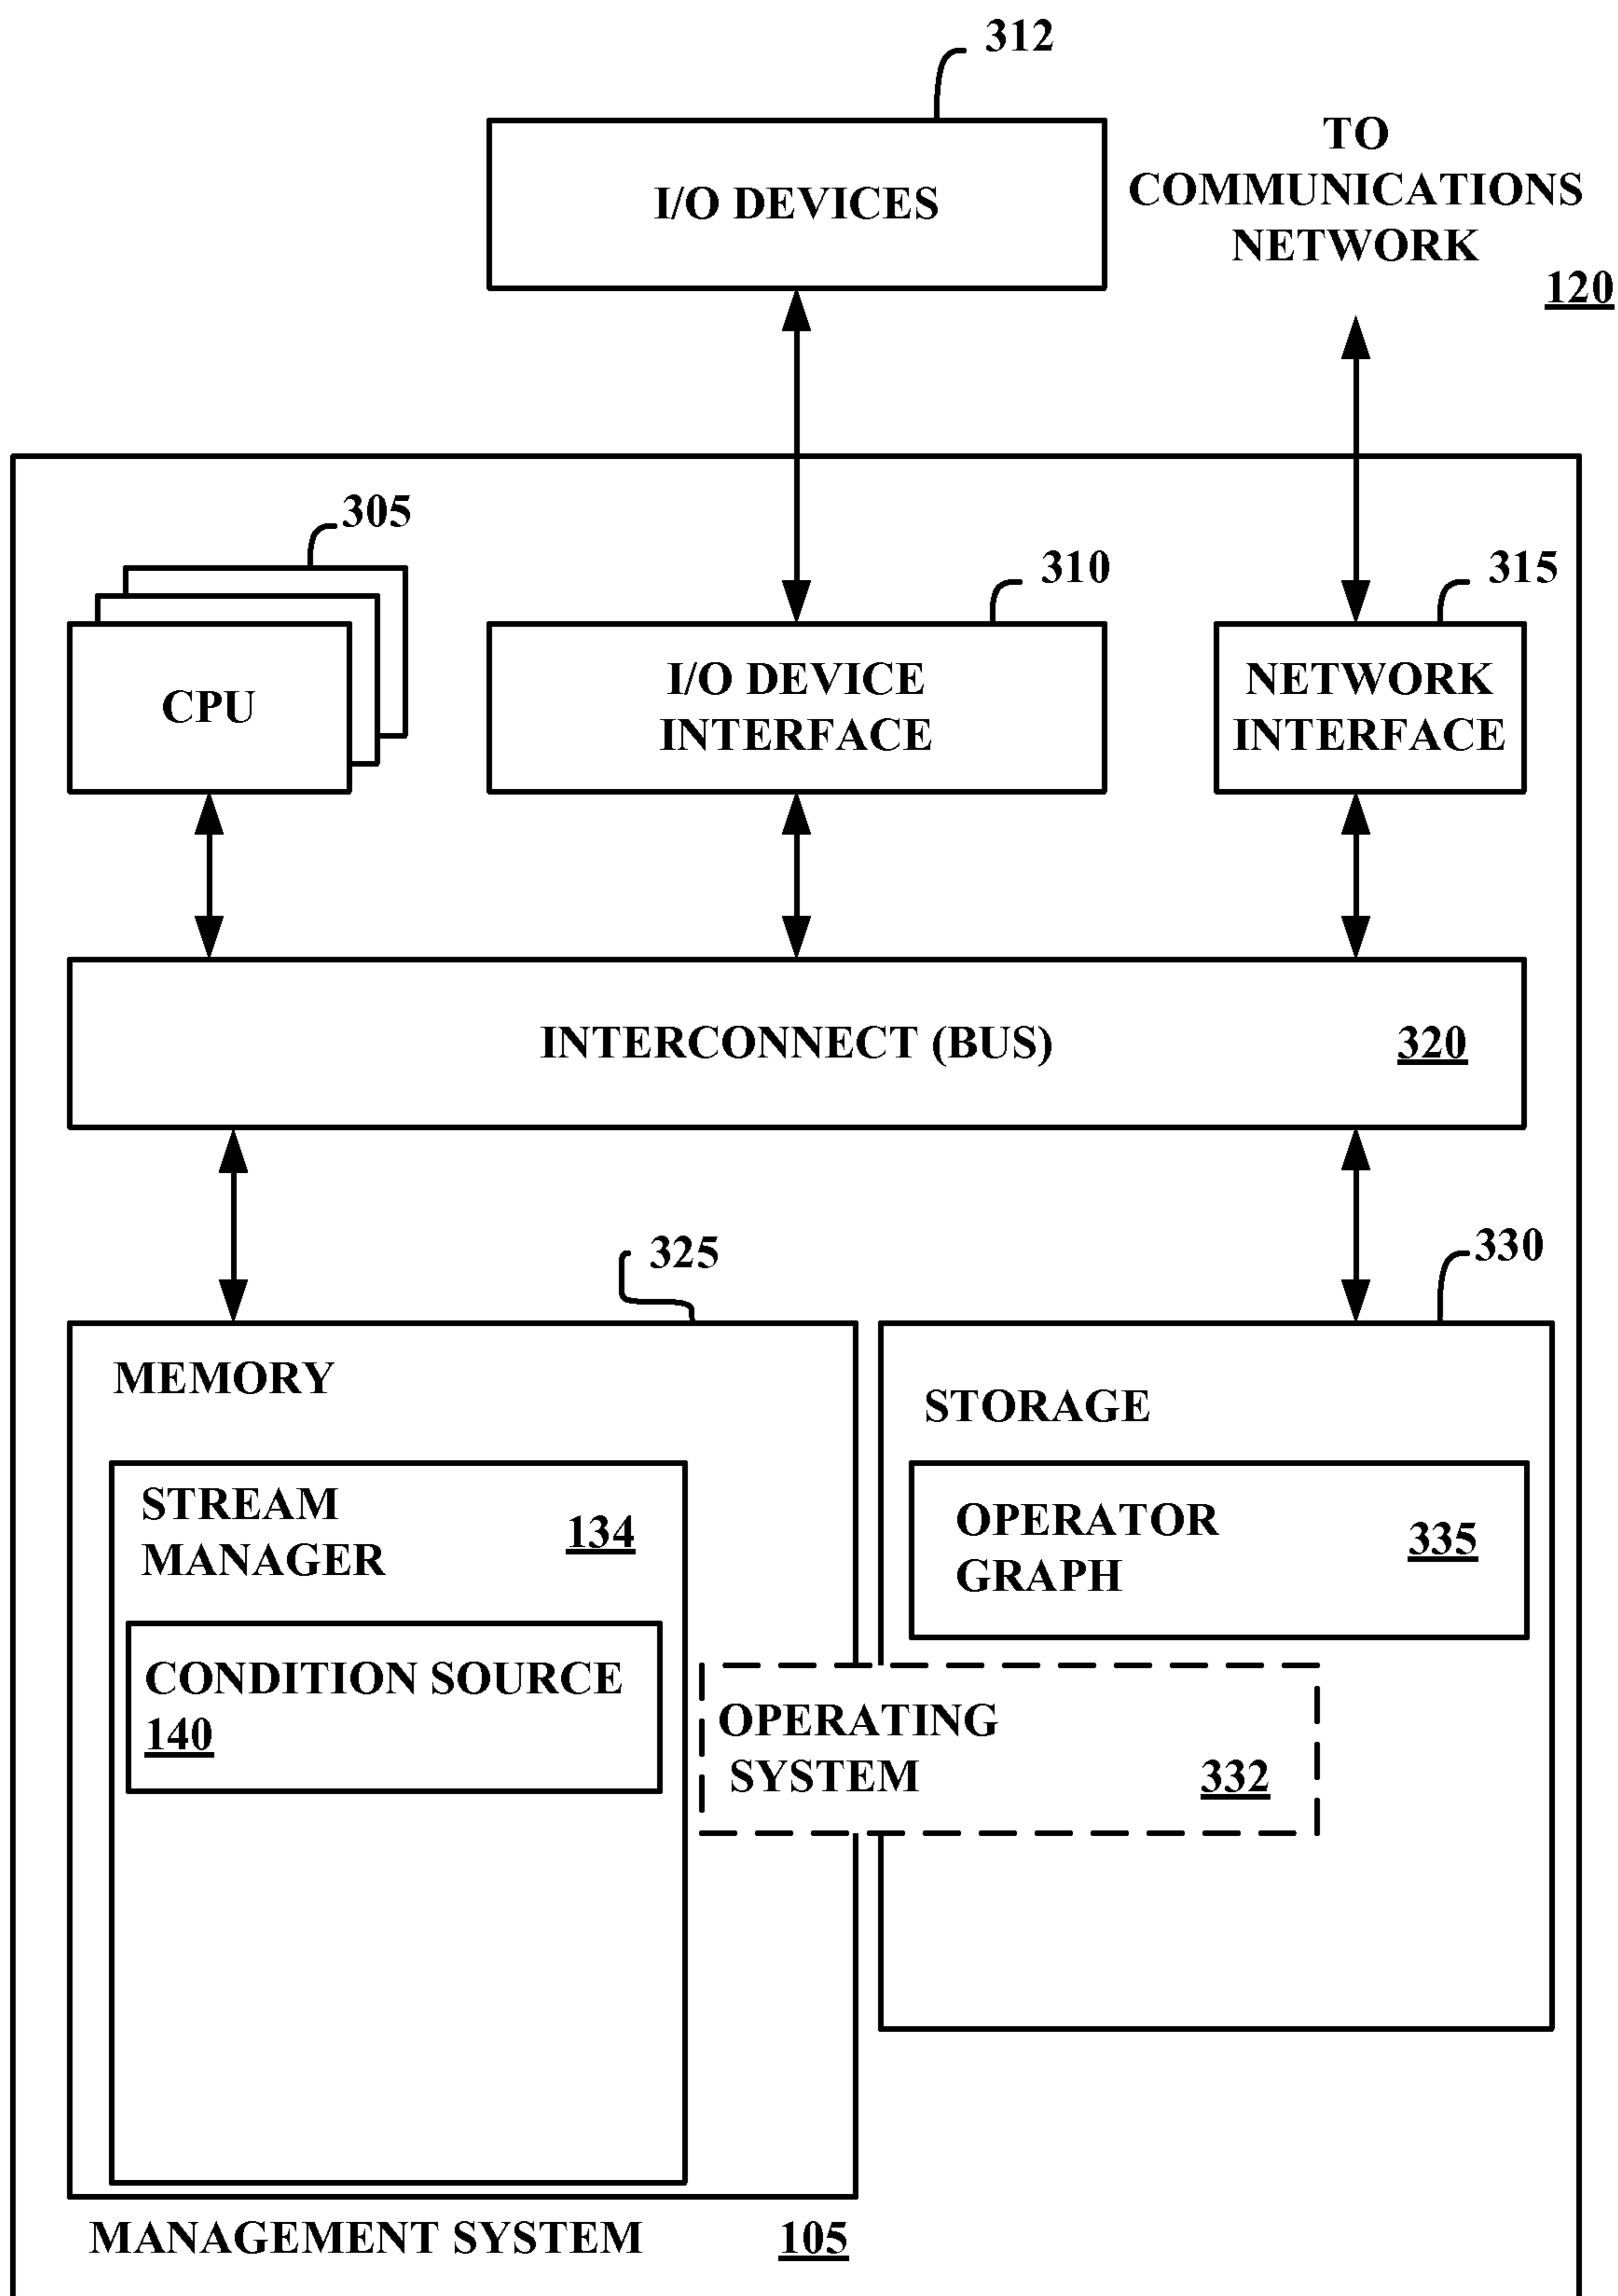 312
I/O DEVICES
TO
COMMUNICATIONS
NETWORK
120
305
310
315
CPU
I/O DEVICE
INTERFACE
NETWORK
INTERFACE
INTERCONNECT (BUS)
320
325
330
MEMORY
STORAGE
STREAM
MANAGER
134
OPERATOR
GRAPH
335
CONDITION SOURCE
140
OPERATING
SYSTEM
332
MANAGEMENT SYSTEM
105